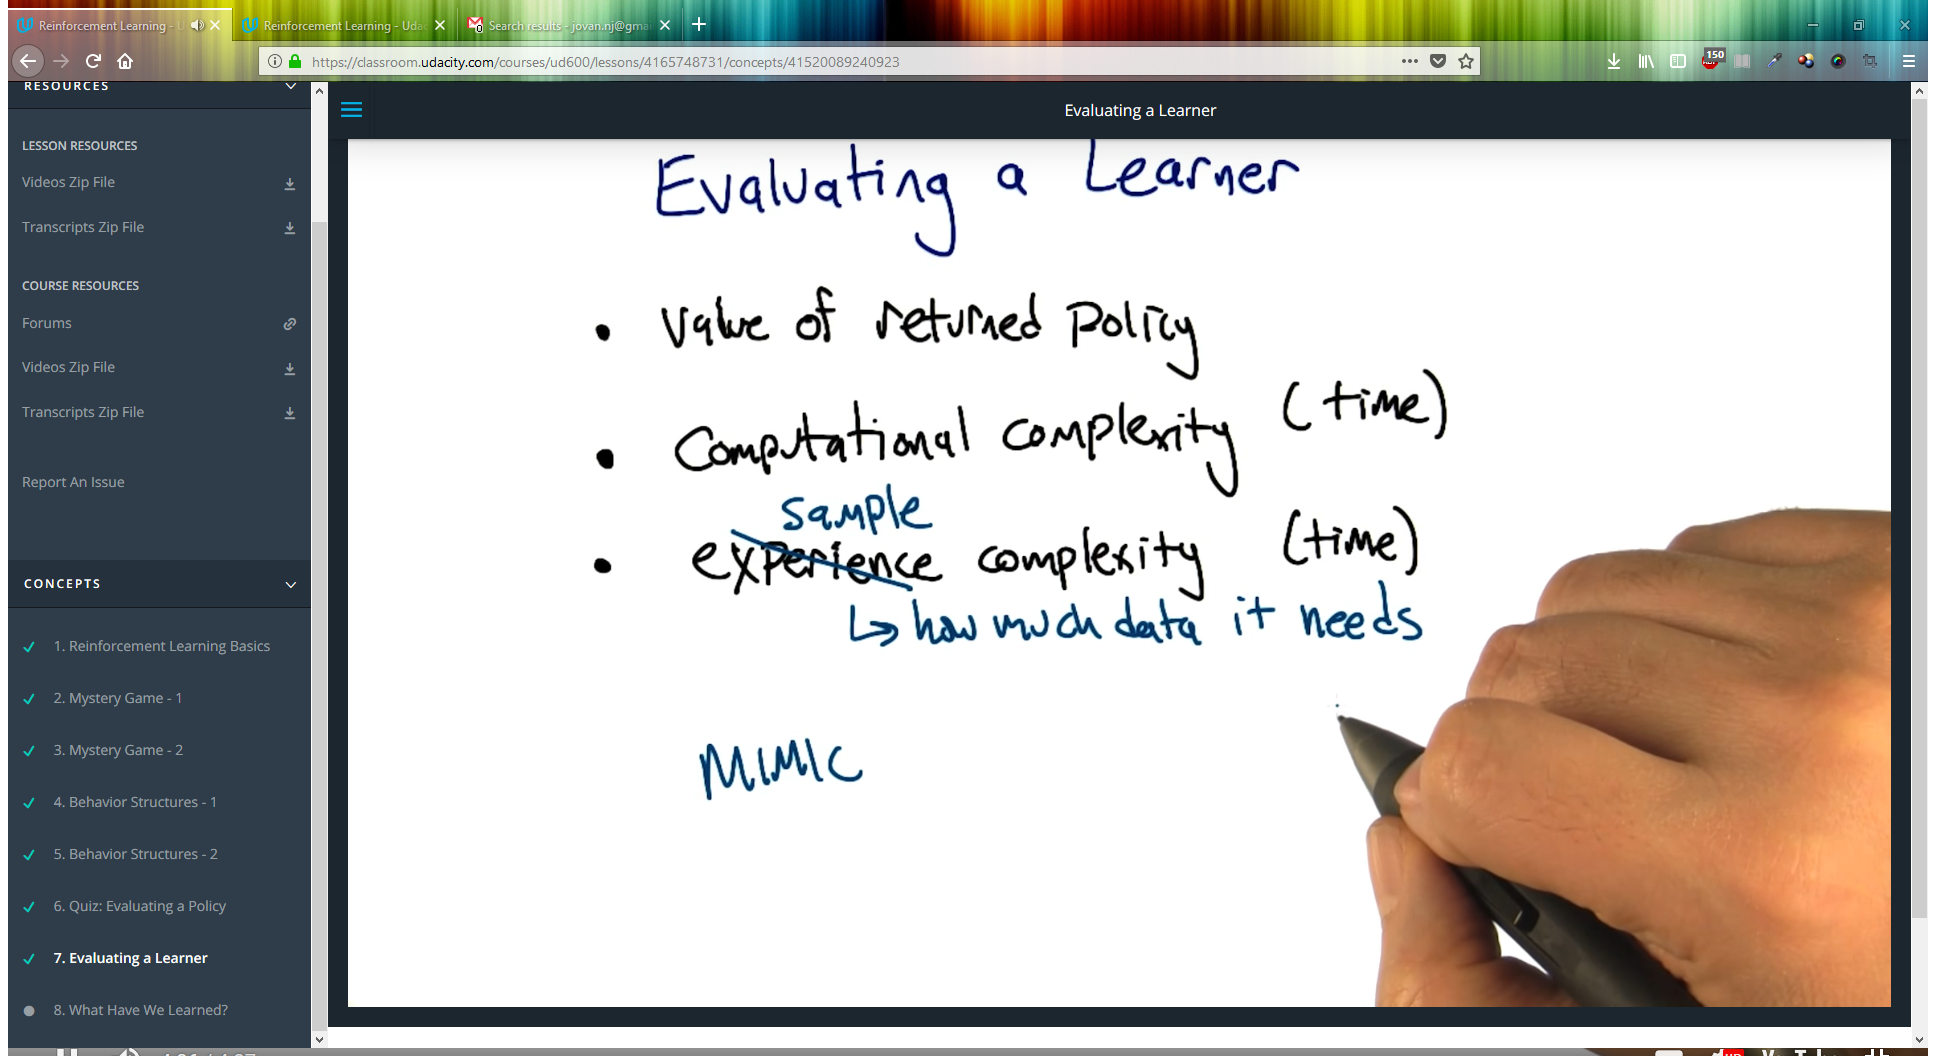 Reinforcement Learning - U
Reinforcement Learning - Uda
Search results - jovan.nj@gma
https://classroom.udacity.com/courses/ud600/lessons/4165748731/concepts/41520089240923
150
RESOURCES
LESSON RESOURCES
Videos Zip File
Transcripts Zip File
COURSE RESOURCES
Forums
Videos Zip File
Transcripts Zip File
Report An Issue
CONCEPTS
1. Reinforcement Learning Basics
2. Mystery Game - 1
3. Mystery Game - 2
4. Behavior Structures - 1
5. Behavior Structures - 2
6. Quiz: Evaluating a Policy
7. Evaluating a Learner
8. What Have We Learned?
Evaluating a Learner
Evaluating a Learner
• Value of returned policy
• Computational complexity (time)
sample
• experience complexity (time)
↳ how much data it needs
MIMIC